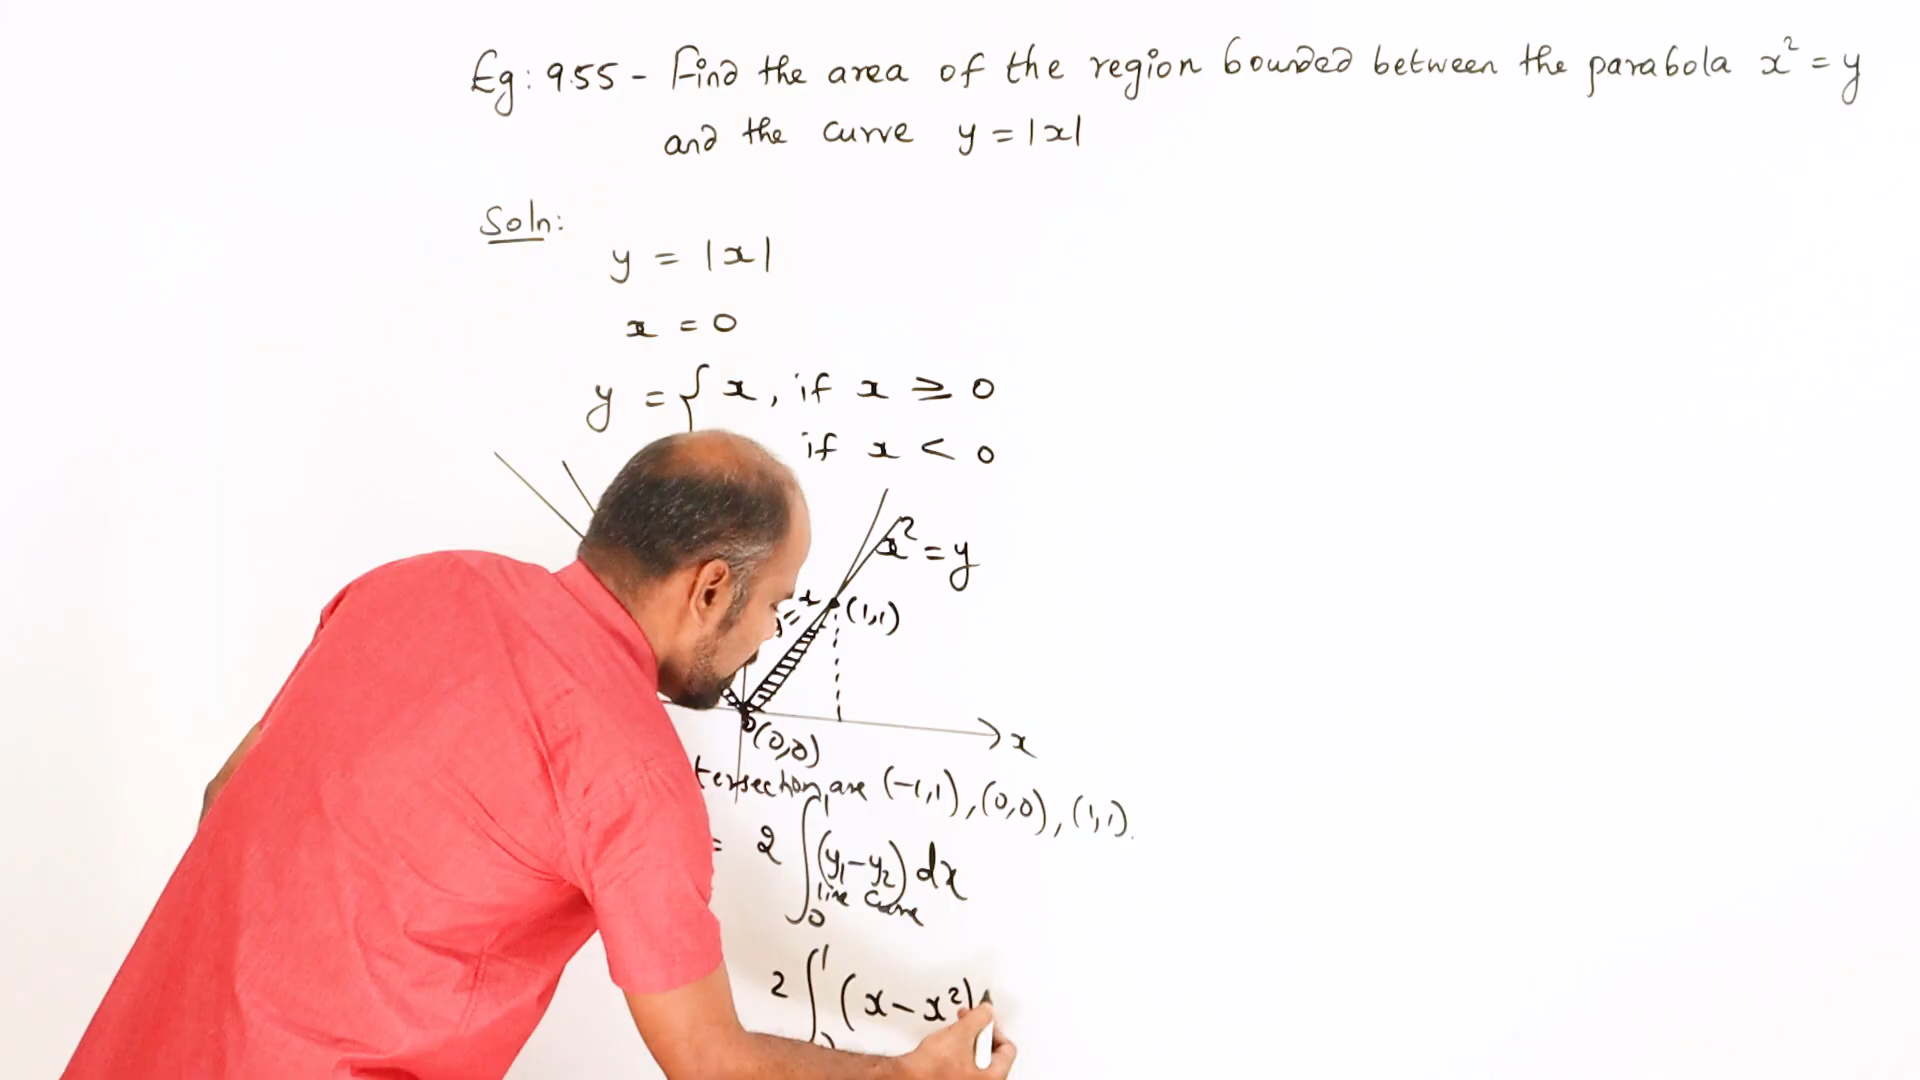 Eg: 9.55 - Find the area of the region bounded between the parabola x² = y
and the curve y = |x|
Soln:
y = |x|
x = 0
y = { x, if x ≥ 0
if x < 0
x² = y
x (1,1)
0(0,0)
x
tersection are (-1,1), (0,0), (1,1).
= 2 ∫₀¹ (y₁ - y₂) dx
line curve
2 ∫ ¹ (x - x²)